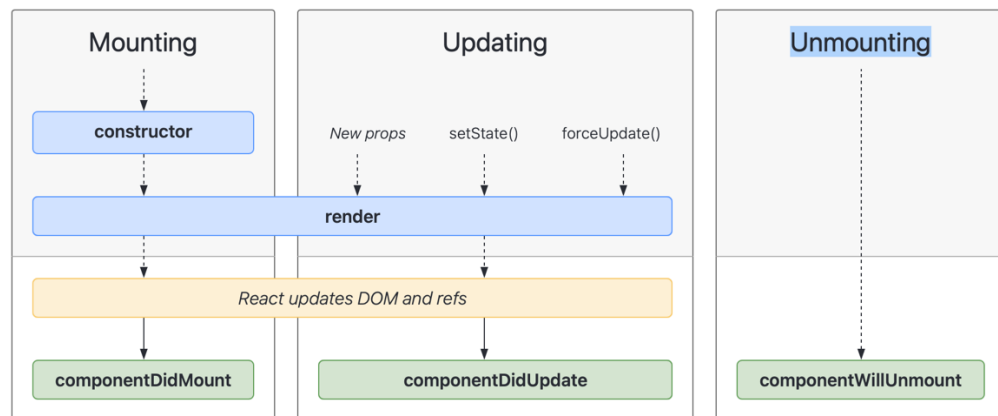 Mounting
Updating
Unmounting
constructor
New props
setState()
forceUpdate()
render
React updates DOM and refs
componentDidMount
componentDidUpdate
componentWillUnmount